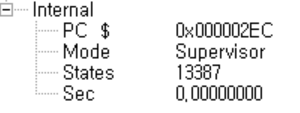 Internal
PC $ 0x000002EC
Mode Supervisor
States 13387
Sec 0,00000000